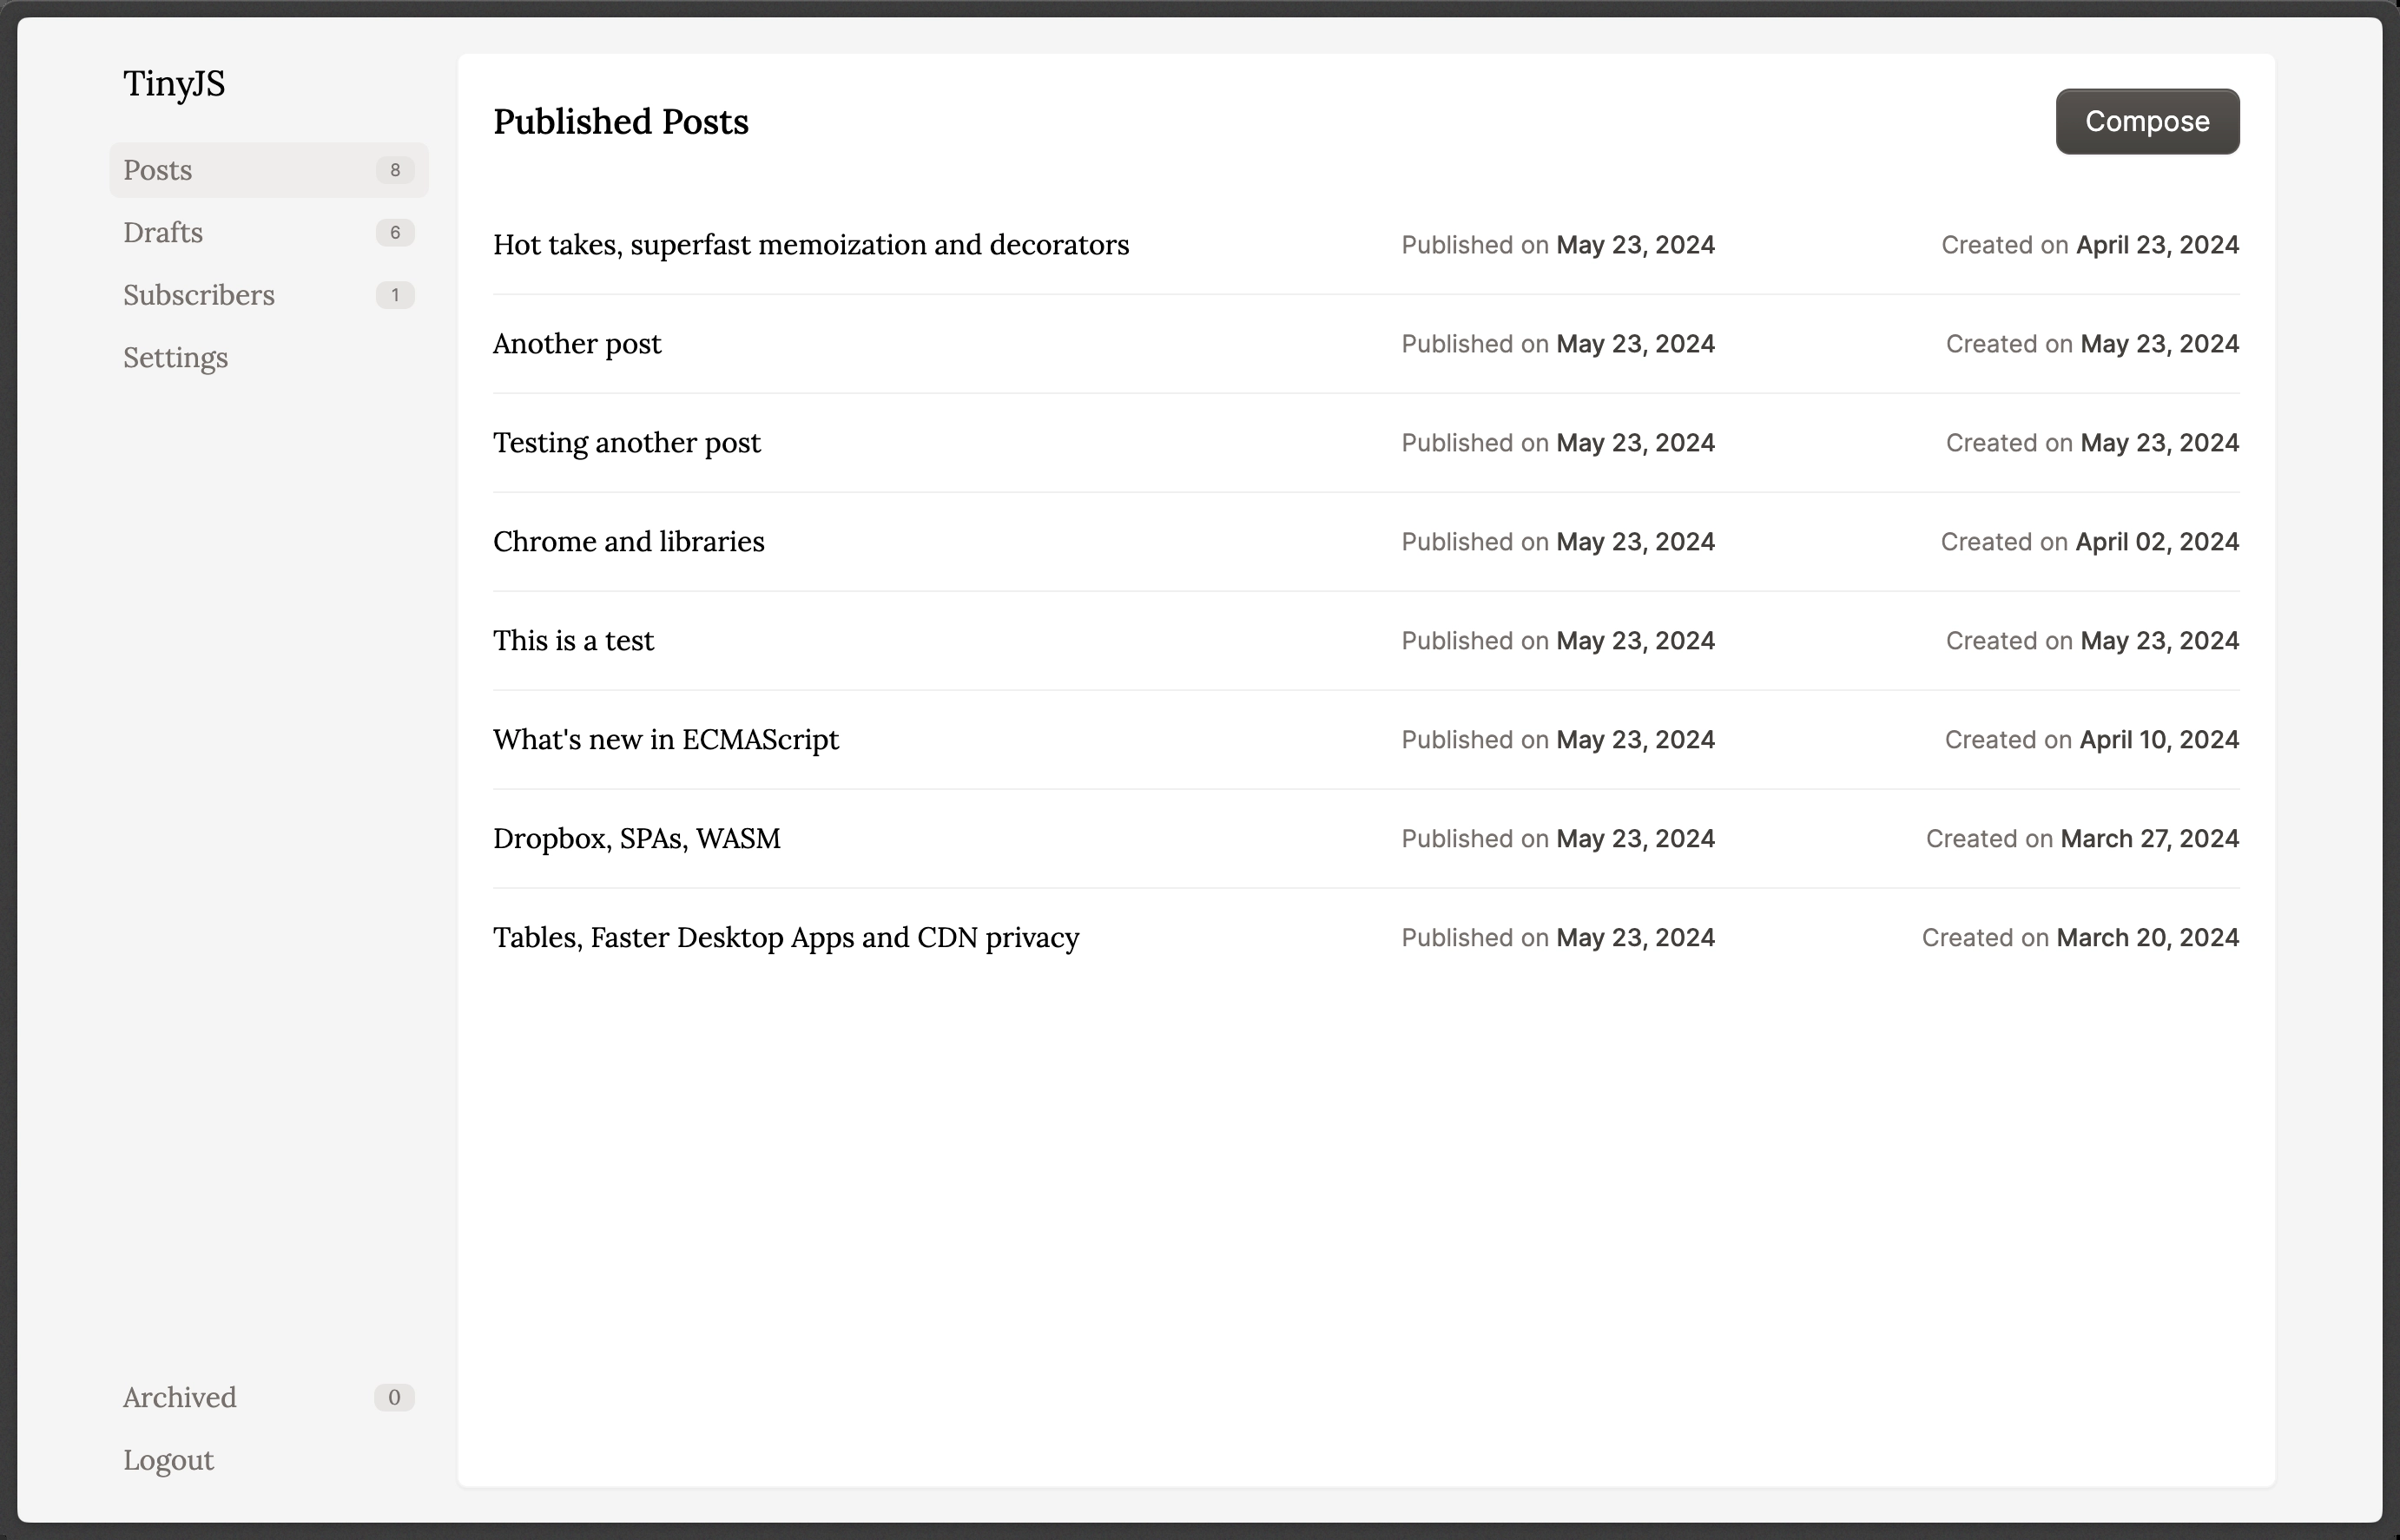 TinyJS
Posts 8
Drafts 6
Subscribers 1
Settings
Archived 0
Logout
Published Posts Compose
Hot takes, superfast memoization and decorators Published on May 23, 2024 Created on April 23, 2024
Another post Published on May 23, 2024 Created on May 23, 2024
Testing another post Published on May 23, 2024 Created on May 23, 2024
Chrome and libraries Published on May 23, 2024 Created on April 02, 2024
This is a test Published on May 23, 2024 Created on May 23, 2024
What's new in ECMAScript Published on May 23, 2024 Created on April 10, 2024
Dropbox, SPAs, WASM Published on May 23, 2024 Created on March 27, 2024
Tables, Faster Desktop Apps and CDN privacy Published on May 23, 2024 Created on March 20, 2024